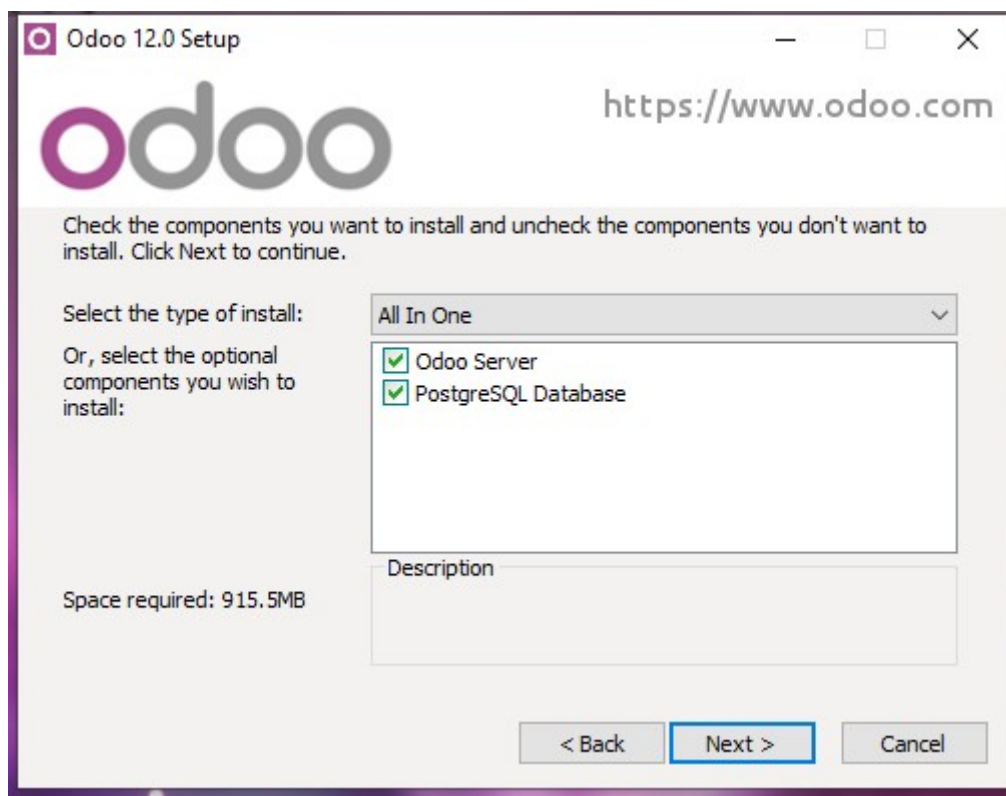 Odoo 12.0 Setup
odoo
https://www.odoo.com
Check the components you want to install and uncheck the components you don't want to
install. Click Next to continue.
Select the type of install:
All In One
Or, select the optional
components you wish to
install:
Odoo Server
PostgreSQL Database
Description
Space required: 915.5MB
< Back
Next >
Cancel